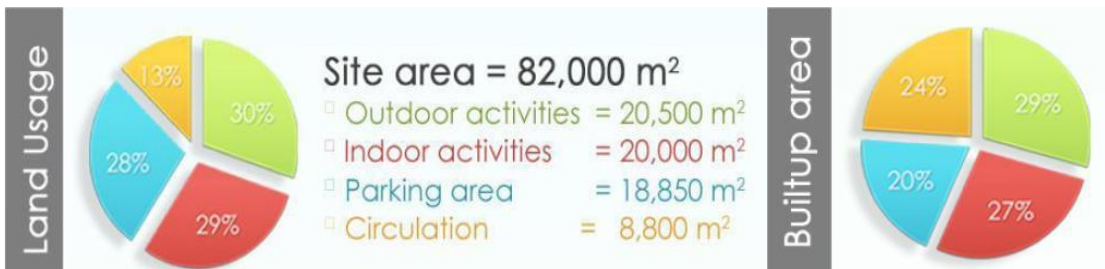 Land Usage
13%
30%
28%
29%
Site area = 82,000 m²
Outdoor activities = 20,500 m²
Indoor activities = 20,000 m²
Parking area = 18,850 m²
Circulation = 8,800 m²
Builtup area
24%
29%
20%
27%